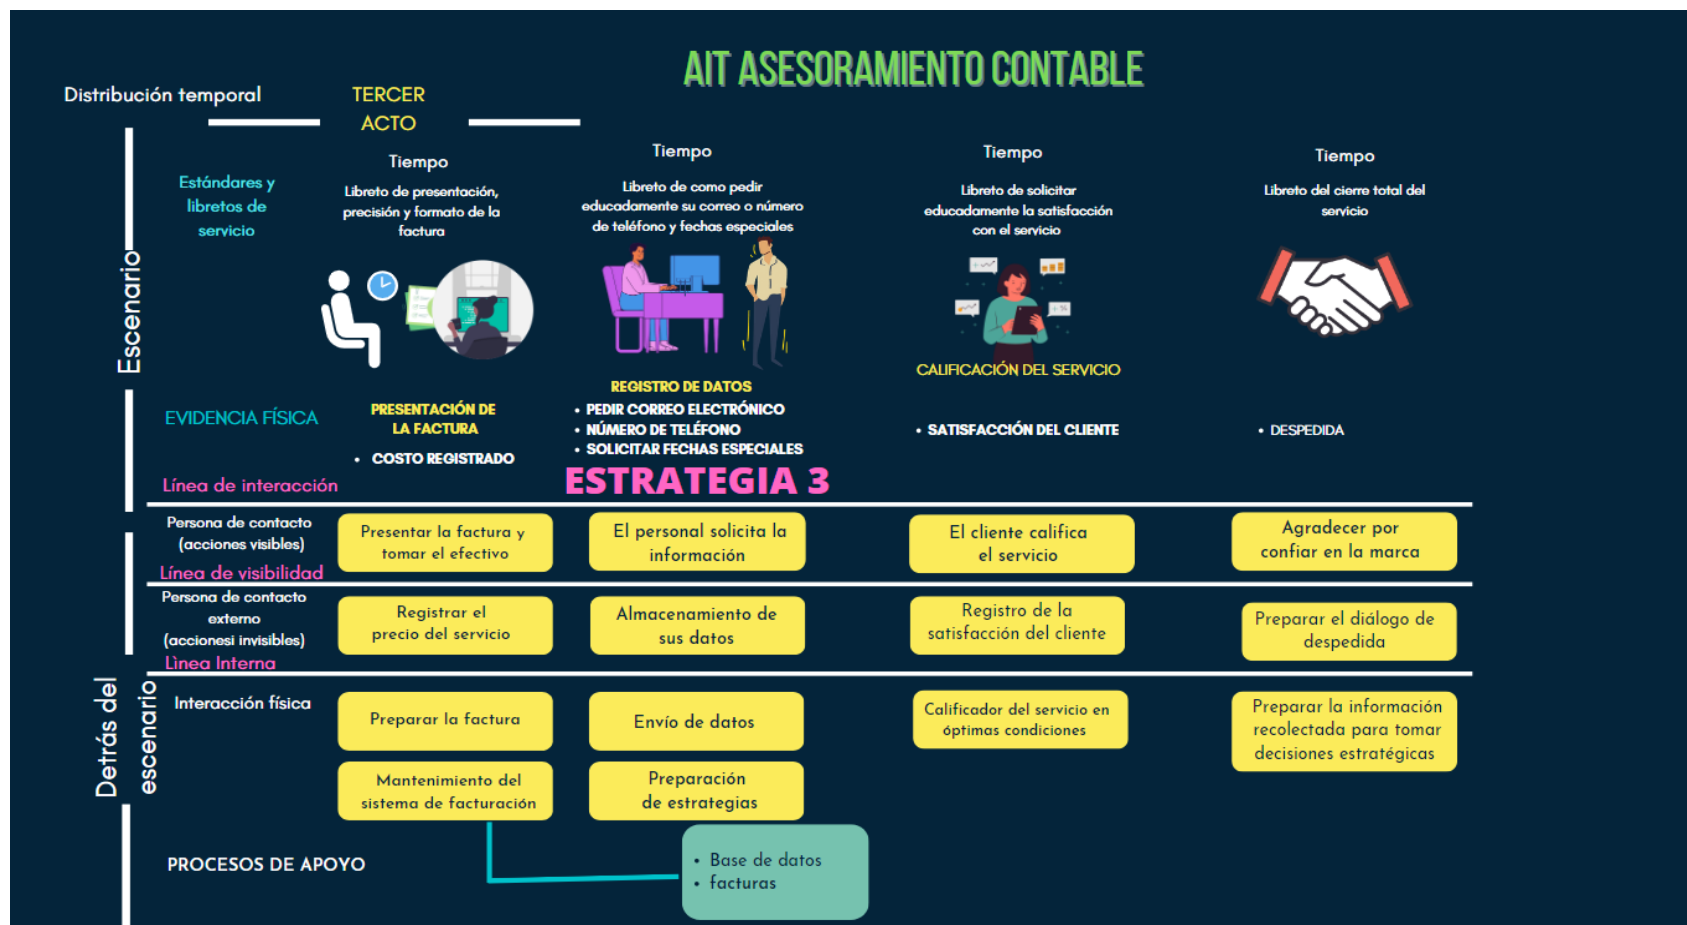 AIT ASESORAMIENTO CONTABLE
Distribución temporal
TERCER
ACTO
Escenario
Estándares y
libretos de
servicio
Tiempo
Libreto de presentación,
precisión y formato de la
factura
Tiempo
Libreto de como pedir
educadamente su correo o número
de teléfono y fechas especiales
Tiempo
Libreto de solicitar
educadamente la satisfacción
con el servicio
Tiempo
Libreto del cierre total del
servicio
EVIDENCIA FÍSICA
PRESENTACIÓN DE
LA FACTURA
• COSTO REGISTRADO
REGISTRO DE DATOS
• PEDIR CORREO ELECTRÓNICO
• NÚMERO DE TELÉFONO
• SOLICITAR FECHAS ESPECIALES
ESTRATEGIA 3
CALIFICACIÓN DEL SERVICIO
• SATISFACCIÓN DEL CLIENTE
• DESPEDIDA
Línea de interacción
Persona de contacto
(acciones visibles)
Presentar la factura y
tomar el efectivo
El personal solicita la
información
El cliente califica
el servicio
Agradecer por
confiar en la marca
Línea de visibilidad
Persona de contacto
externo
(accionesi invisibles)
Registrar el
precio del servicio
Almacenamiento de
sus datos
Registro de la
satisfacción del cliente
Preparar el diálogo de
despedida
Lìnea Interna
Detrás del
escenario
Interacción física
Preparar la factura
Envío de datos
Calificador del servicio en
óptimas condiciones
Preparar la información
recolectada para tomar
decisiones estratégicas
Mantenimiento del
sistema de facturación
Preparación
de estrategias
PROCESOS DE APOYO
• Base de datos
• facturas